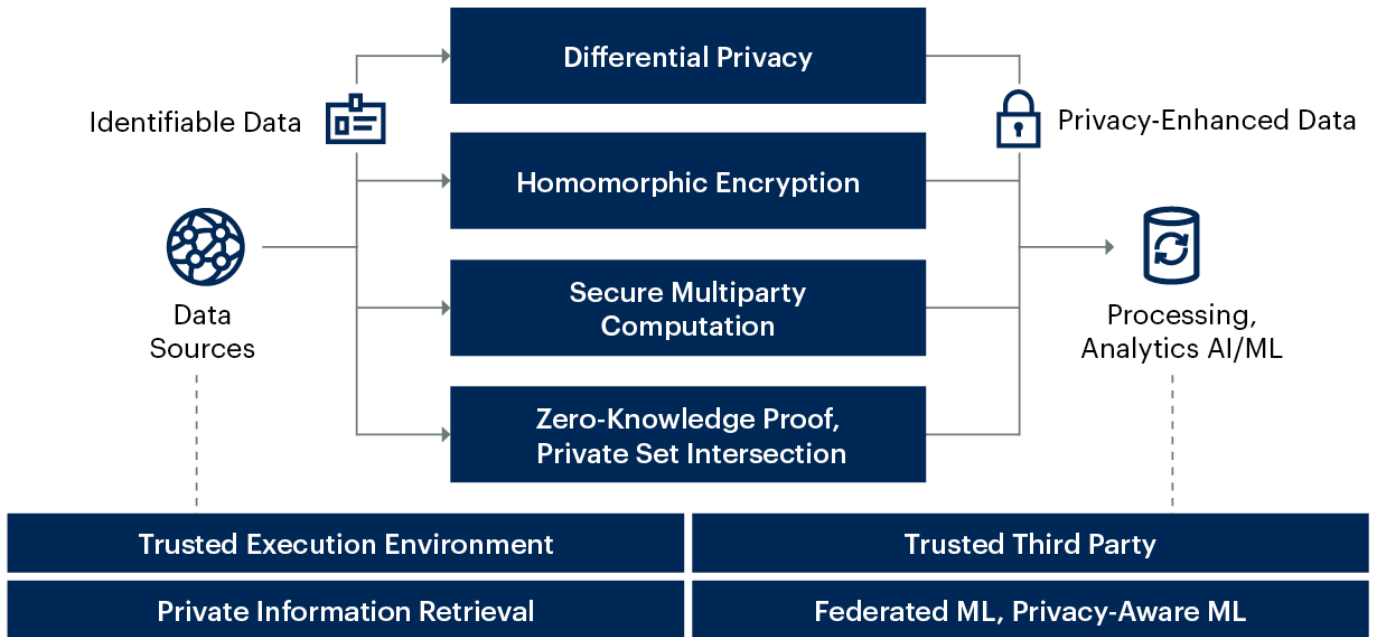 Differential Privacy
Identifiable Data
Privacy-Enhanced Data
Homomorphic Encryption
Data
Sources
Secure Multiparty
Computation
Processing,
Analytics AI/ML
Zero-Knowledge Proof,
Private Set Intersection
Trusted Execution Environment
Trusted Third Party
Private Information Retrieval
Federated ML, Privacy-Aware ML